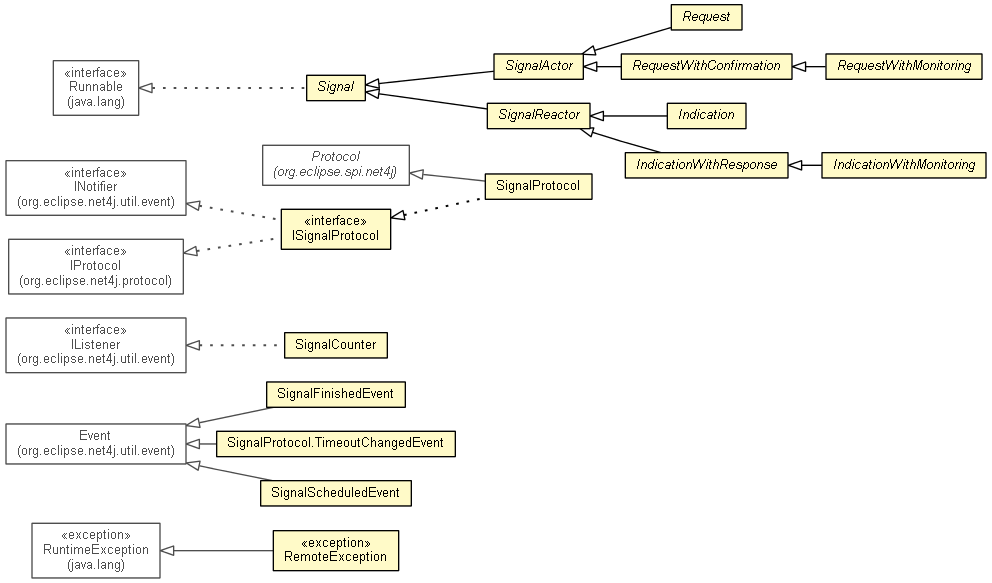 Request
«interface»
Runnable
(java.lang)
Signal
SignalActor
RequestWithConfirmation
RequestWithMonitoring
SignalReactor
Indication
IndicationWithResponse
IndicationWithMonitoring
Protocol
(org.eclipse.spi.net4j)
SignalProtocol
«interface»
INotifier
(org.eclipse.net4j.util.event)
«interface»
ISignalProtocol
«interface»
IProtocol
(org.eclipse.net4j.protocol)
«interface»
IListener
(org.eclipse.net4j.util.event)
SignalCounter
SignalFinishedEvent
Event
(org.eclipse.net4j.util.event)
SignalProtocol.TimeoutChangedEvent
SignalScheduledEvent
«exception»
RuntimeException
(java.lang)
«exception»
RemoteException